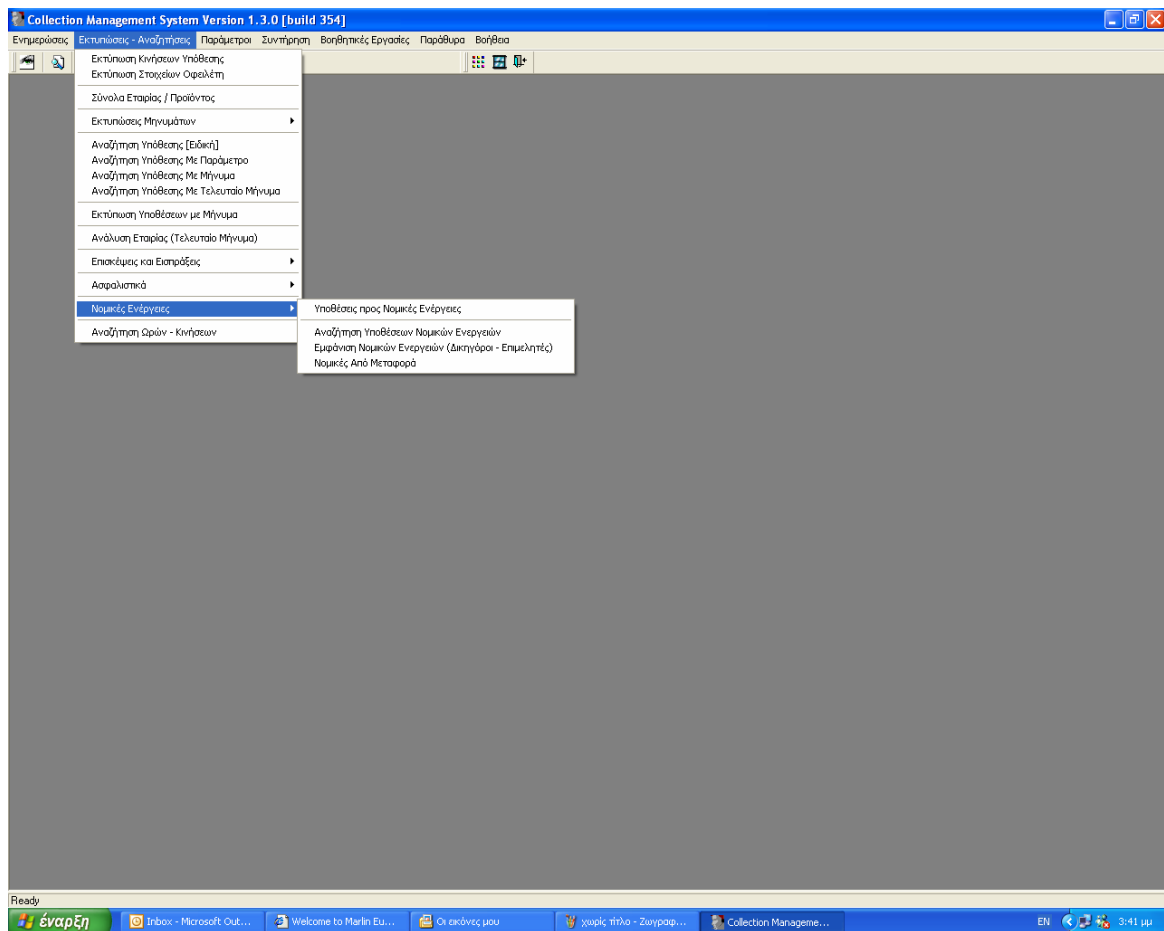 Collection Management System Version 1.3.0 [build 354]
Ενημερώσεις Εκτυπώσεις - Αναζητήσεις Παράμετροι Συντήρηση Βοηθητικές Εργασίες Παράθυρα Βοήθεια
Εκτύπωση Κινήσεων Υπόθεσης
Εκτύπωση Στοιχείων Οφειλέτη
Σύνολα Εταιρίας / Προϊόντος
Εκτυπώσεις Μηνυμάτων
Αναζήτηση Υπόθεσης [Ειδική]
Αναζήτηση Υπόθεσης Με Παράμετρο
Αναζήτηση Υπόθεσης Με Μήνυμα
Αναζήτηση Υπόθεσης Με Τελευταίο Μήνυμα
Εκτύπωση Υποθέσεων με Μήνυμα
Ανάλυση Εταιρίας (Τελευταίο Μήνυμα)
Επισκέψεις και Εισπράξεις
Ασφαλιστικά
Νομικές Ενέργειες
Αναζήτηση Ωρών - Κινήσεων
Υποθέσεις προς Νομικές Ενέργειες
Αναζήτηση Υποθέσεων Νομικών Ενεργειών
Εμφάνιση Νομικών Ενεργειών (Δικηγόροι - Επιμελητές)
Νομικές Από Μεταφορά
Ready
έναρξη Inbox - Microsoft Out... Welcome to Marlin Eu... Οι εικόνες μου χωρίς τίτλο - Ζωγραφ... Collection Manageme... EN 3:41 μμ